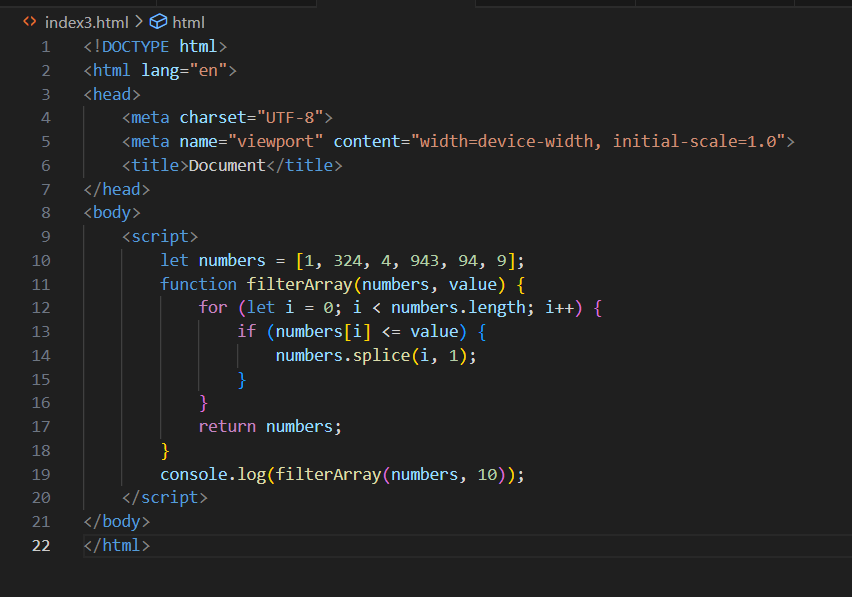 index3.html > html
1 <!DOCTYPE html>
2 <html lang="en">
3 <head>
4     <meta charset="UTF-8">
5     <meta name="viewport" content="width=device-width, initial-scale=1.0">
6     <title>Document</title>
7 </head>
8 <body>
9     <script>
10         let numbers = [1, 324, 4, 943, 94, 9];
11         function filterArray(numbers, value) {
12             for (let i = 0; i < numbers.length; i++) {
13                 if (numbers[i] <= value) {
14                     numbers.splice(i, 1);
15                 }
16             }
17             return numbers;
18         }
19         console.log(filterArray(numbers, 10));
20     </script>
21 </body>
22 </html>